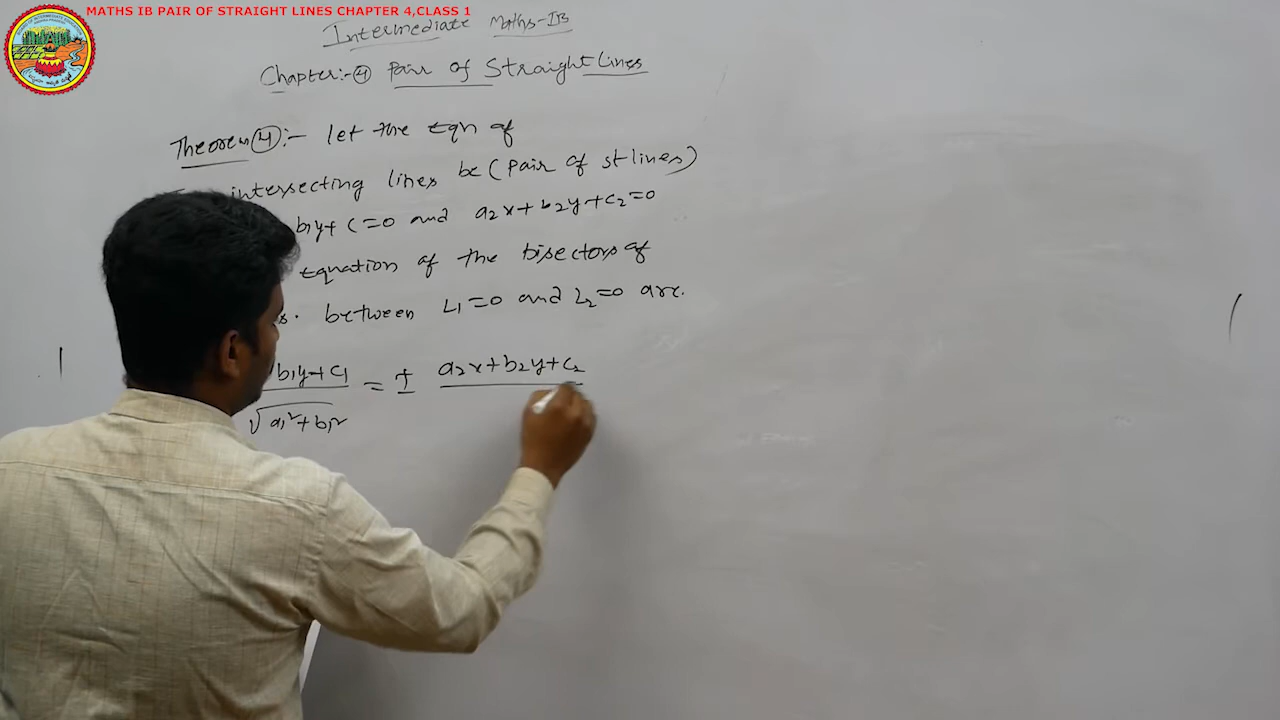 MATHS IB PAIR OF STRAIGHT LINES CHAPTER 4,CLASS 1
Intermediate Maths-IB
Chapter:-④ Pair of Straight Lines
Theorem ④:- let the Eqn of
intersecting lines be (Pair of st lines)
b₁y+C=0 and a₂x+b₂y+c₂=0
Equation of the bisectors of
between L₁=0 and L₂=0 are.
b₁y+C₁ = ± a₂x+b₂y+c₂
√a₁²+b₁²